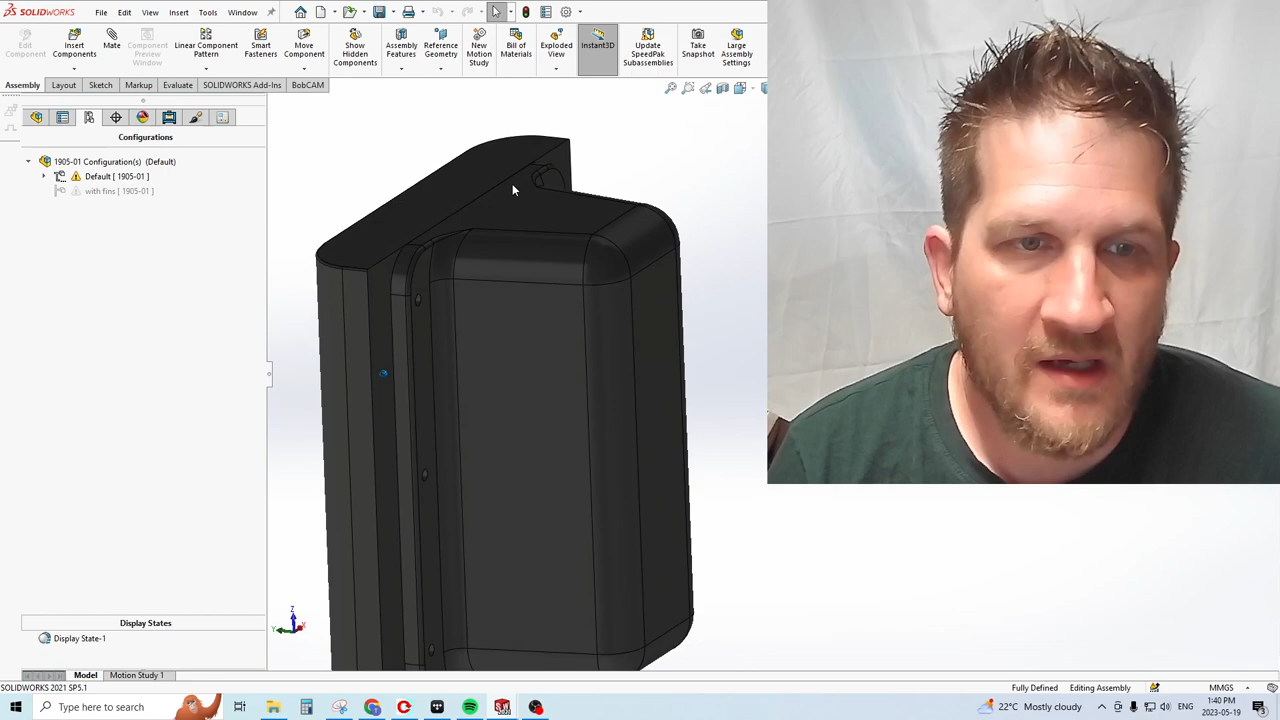 SOLIDWORKS File Edit View Insert Tools Window
Edit Component
Insert Components
Mate
Component Preview Window
Linear Component Pattern
Smart Fasteners
Move Component
Show Hidden Components
Assembly Features
Reference Geometry
New Motion Study
Bill of Materials
Exploded View
Instant3D
Update SpeedPak Subassemblies
Take Snapshot
Large Assembly Settings
Assembly Layout Sketch Markup Evaluate SOLIDWORKS Add-Ins BobCAM
Configurations
1905-01 Configuration(s) (Default)
Default [ 1905-01 ]
with fins [ 1905-01 ]
Z
Y
X
Display States
Display State-1
Model Motion Study 1
SOLIDWORKS 2021 SP5.1 Fully Defined Editing Assembly MMGS
Type here to search
22°C Mostly cloudy ENG 1:40 PM
2023-05-19
3